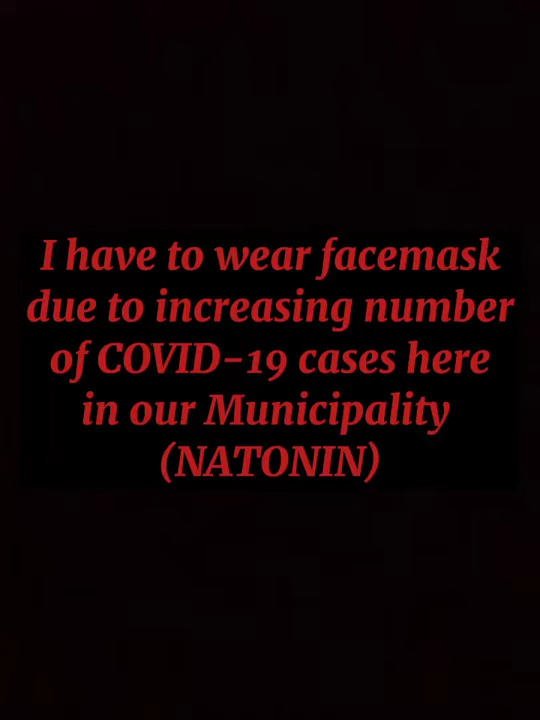 I have to wear facemask
due to increasing number
of COVID-19 cases here
in our Municipality
(NATONIN)